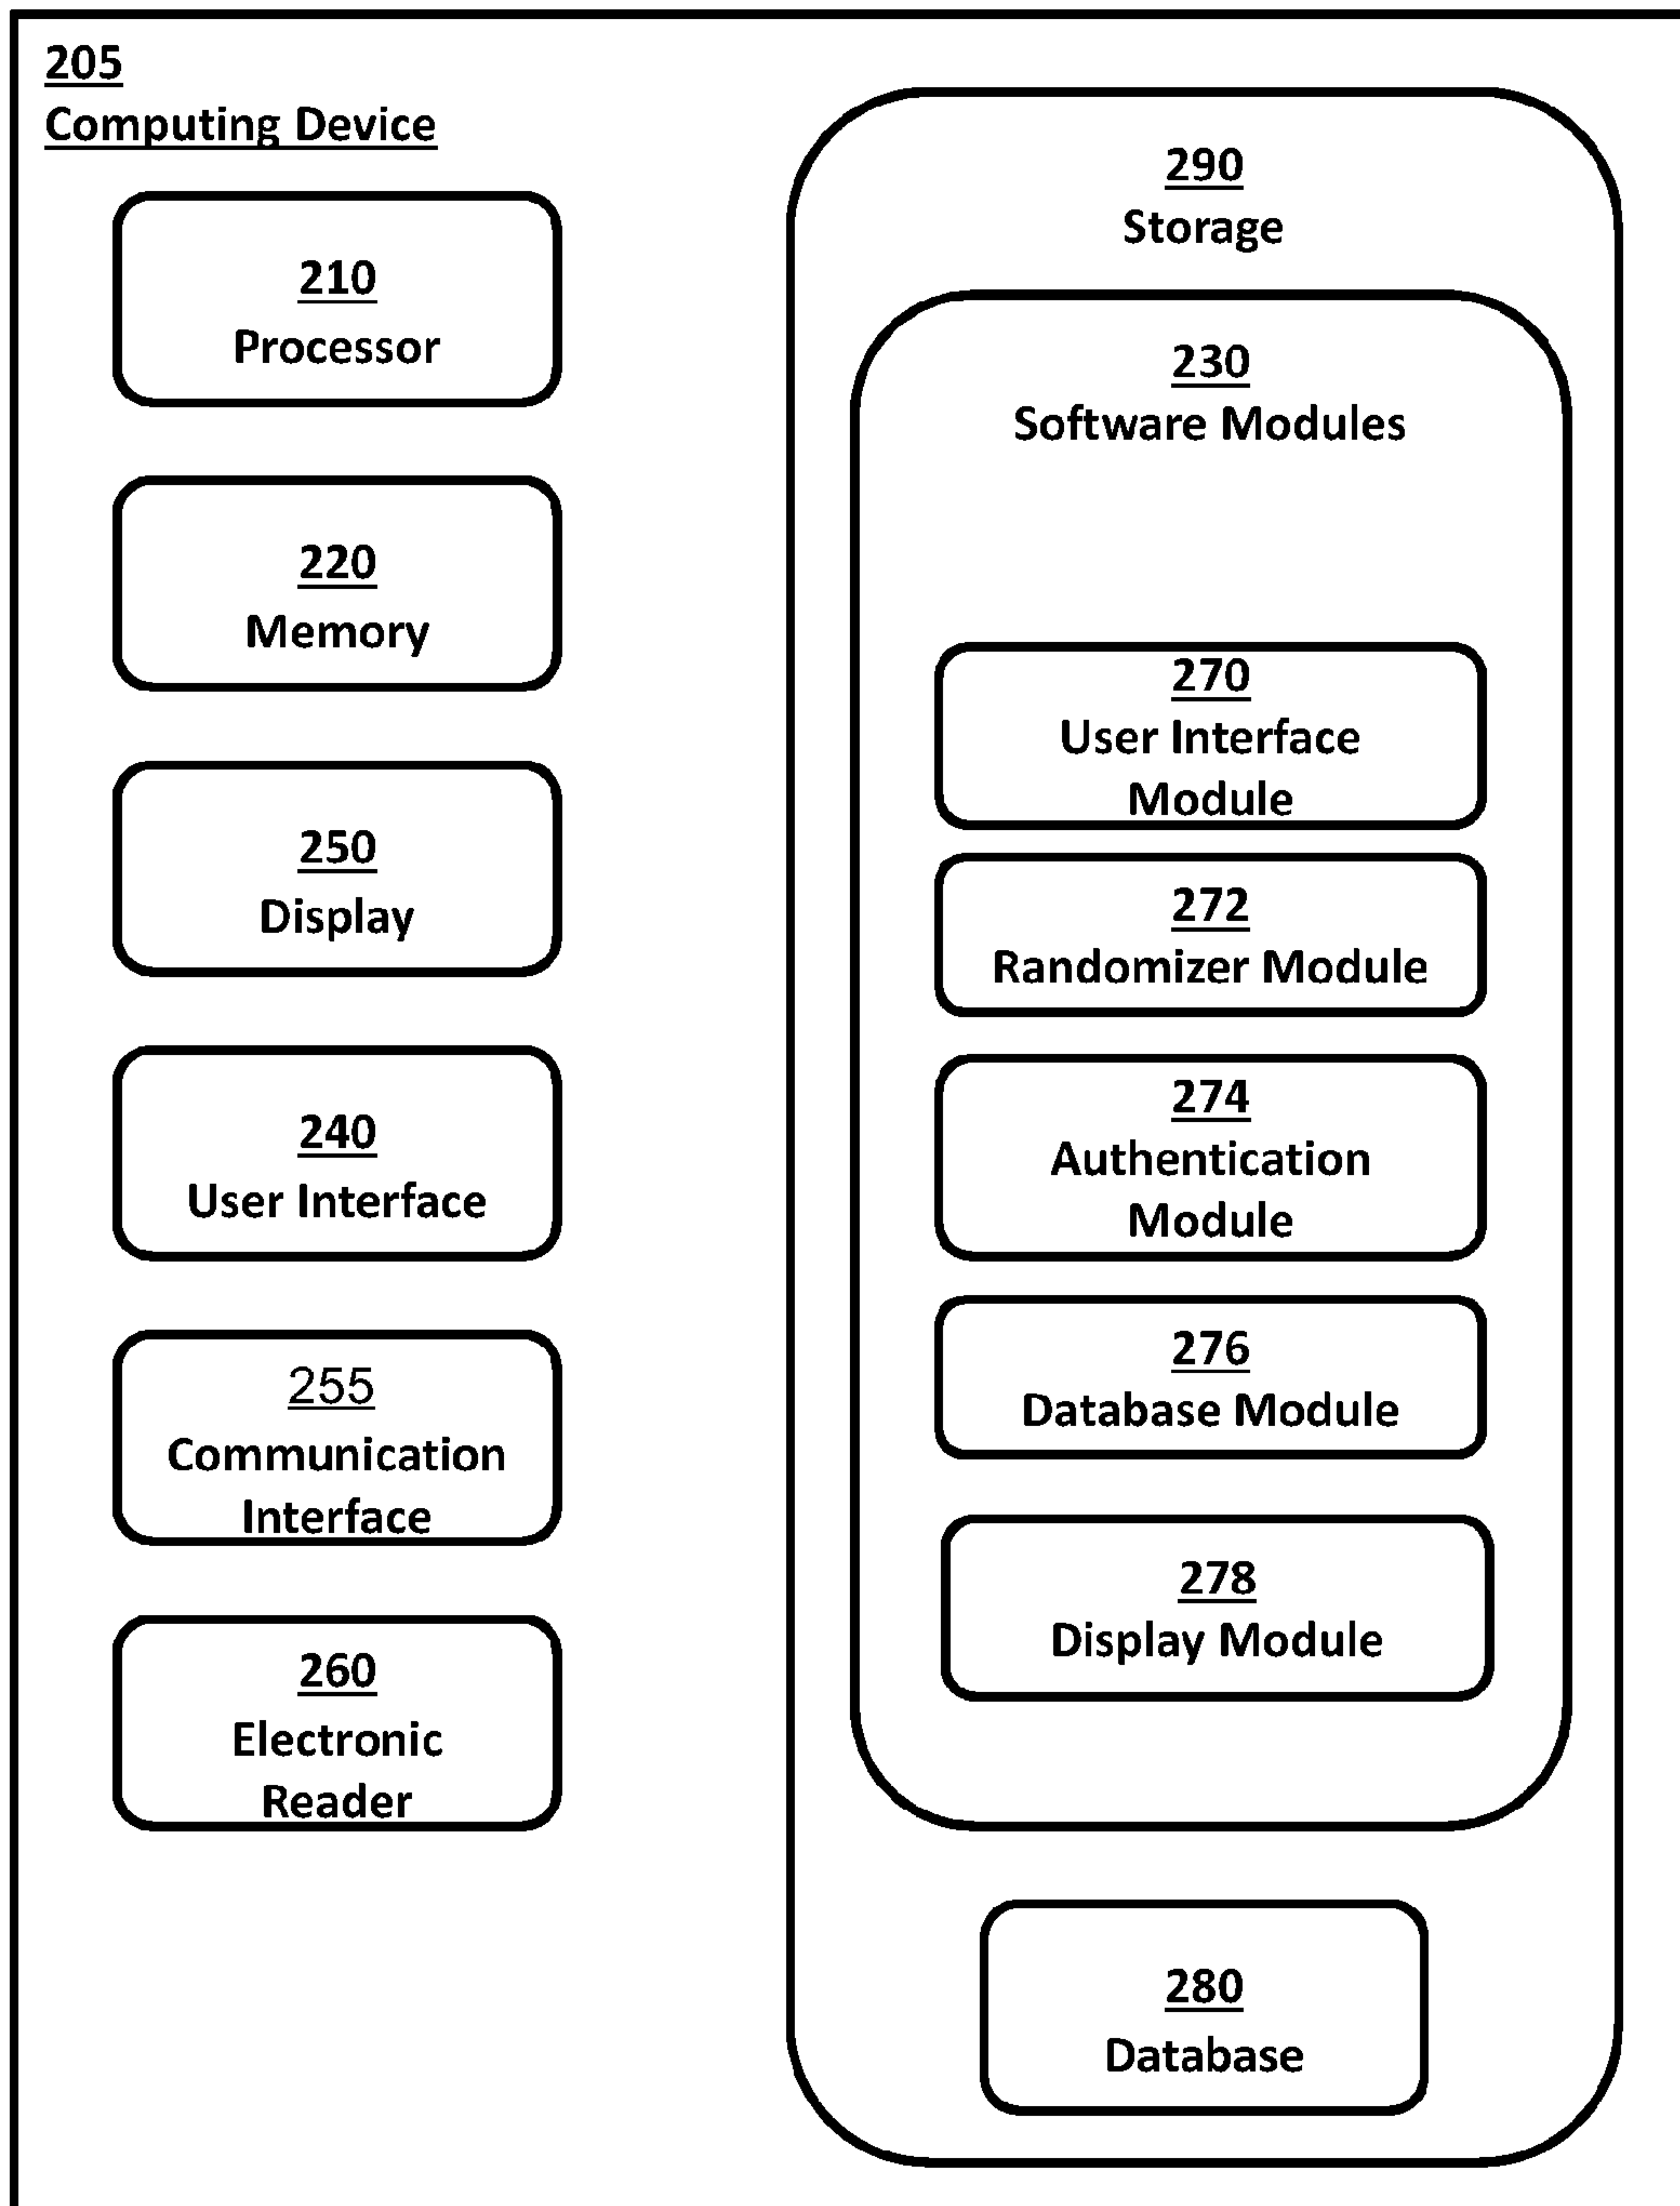 205
Computing Device
210
Processor
220
Memory
250
Display
240
User Interface
255
Communication
Interface
260
Electronic
Reader
290
Storage
230
Software Modules
270
User Interface
Module
272
Randomizer Module
274
Authentication
Module
276
Database Module
278
Display Module
280
Database